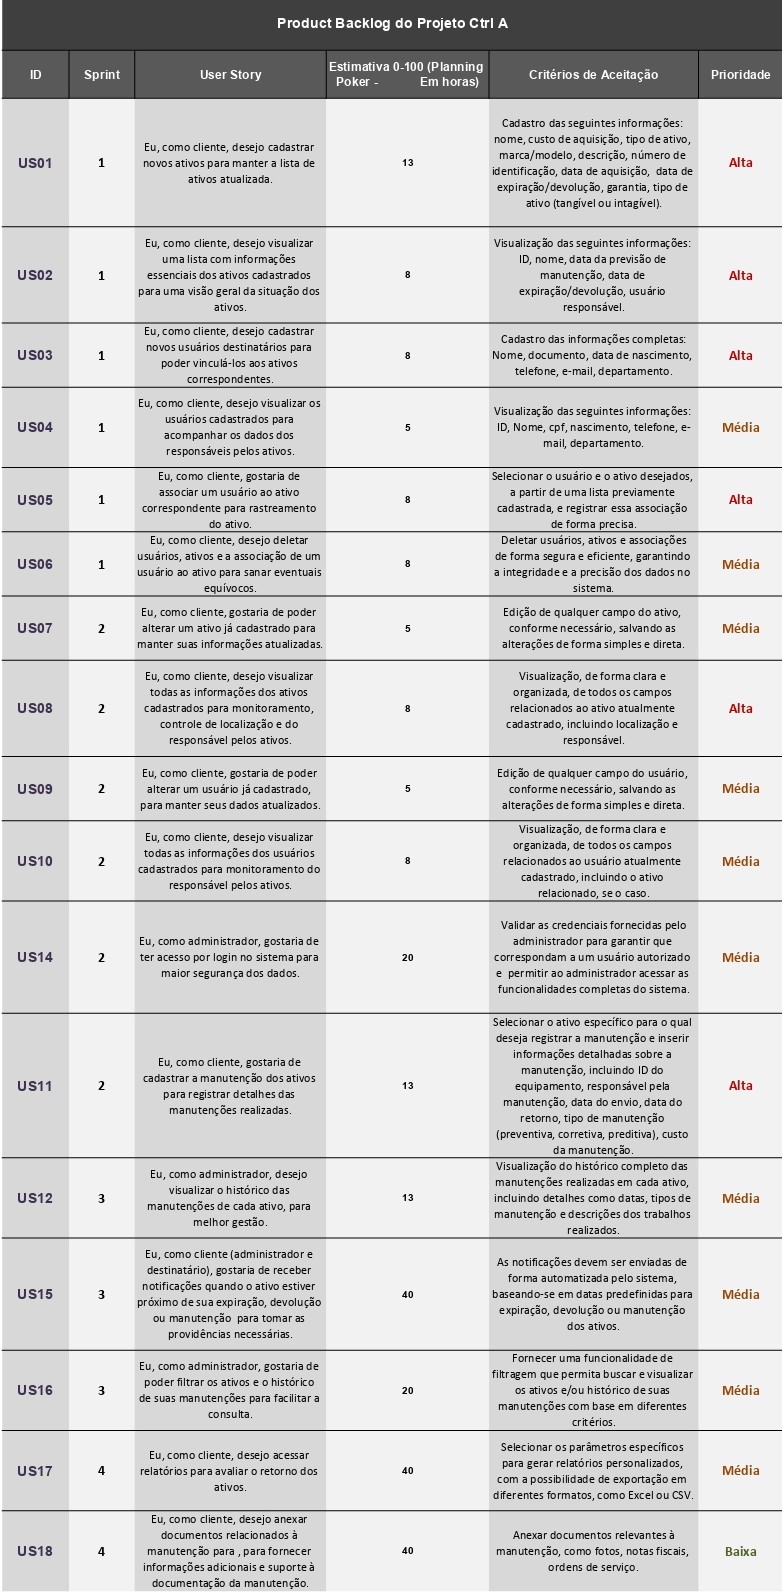 Product Backlog do Projeto Ctrl A
ID
Sprint
User Story
Estimativa 0-100 (Planning
Poker - Em horas)
Critérios de Aceitação
Prioridade
US01
1
Eu, como cliente, desejo cadastrar
novos ativos para manter a lista de
ativos atualizada.
13
Cadastro das seguintes informações:
nome, custo de aquisição, tipo de ativo,
marca/modelo, descrição, número de
identificação, data de aquisição, data de
expiração/devolução, garantia, tipo de
ativo (tangível ou intagível).
Alta
US02
1
Eu, como cliente, desejo visualizar
uma lista com informações
essenciais dos ativos cadastrados
para uma visão geral da situação dos
ativos.
8
Visualização das seguintes informações:
ID, nome, data da previsão de
manutenção, data de
expiração/devolução, usuário
responsável.
Alta
US03
1
Eu, como cliente, desejo cadastrar
novos usuários destinatários para
poder vinculá-los aos ativos
correspondentes.
8
Cadastro das informações completas:
Nome, documento, data de nascimento,
telefone, e-mail, departamento.
Alta
US04
1
Eu, como cliente, desejo visualizar os
usuários cadastrados para
acompanhar os dados dos
responsáveis pelos ativos.
5
Visualização das seguintes informações:
ID, Nome, cpf, nascimento, telefone, e-
mail, departamento.
Média
US05
1
Eu, como cliente, gostaria de
associar um usuário ao ativo
correspondente para rastreamento
do ativo.
8
Selecionar o usuário e o ativo desejados,
a partir de uma lista previamente
cadastrada, e registrar essa associação
de forma precisa.
Alta
US06
1
Eu, como cliente, desejo deletar
usuários, ativos e a associação de um
usuário ao ativo para sanar eventuais
equívocos.
8
Deletar usuários, ativos e associações
de forma segura e eficiente, garantindo
a integridade e a precisão dos dados no
sistema.
Média
US07
2
Eu, como cliente, gostaria de poder
alterar um ativo já cadastrado para
manter suas informações atualizadas.
5
Edição de qualquer campo do ativo,
conforme necessário, salvando as
alterações de forma simples e direta.
Média
US08
2
Eu, como cliente, desejo visualizar
todas as informações dos ativos
cadastrados para monitoramento,
controle de localização e do
responsável pelos ativos.
8
Visualização, de forma clara e
organizada, de todos os campos
relacionados ao ativo atualmente
cadastrado, incluindo localização e
responsável.
Alta
US09
2
Eu, como cliente, gostaria de poder
alterar um usuário já cadastrado,
para manter seus dados atualizados.
5
Edição de qualquer campo do usuário,
conforme necessário, salvando as
alterações de forma simples e direta.
Média
US10
2
Eu, como cliente, desejo visualizar
todas as informações dos usuários
cadastrados para monitoramento do
responsável pelos ativos.
8
Visualização, de forma clara e
organizada, de todos os campos
relacionados ao usuário atualmente
cadastrado, incluindo o ativo
relacionado, se o caso.
Média
US14
2
Eu, como administrador, gostaria de
ter acesso por login no sistema para
maior segurança dos dados.
20
Validar as credenciais fornecidas pelo
administrador para garantir que
correspondam a um usuário autorizado
e permitir ao administrador acessar as
funcionalidades completas do sistema.
Média
US11
2
Eu, como cliente, gostaria de
cadastrar a manutenção dos ativos
para registrar detalhes das
manutenções realizadas.
13
Selecionar o ativo específico para o qual
deseja registrar a manutenção e inserir
informações detalhadas sobre a
manutenção, incluindo ID do
equipamento, responsável pela
manutenção, data do envio, data do
retorno, tipo de manutenção
(preventiva, corretiva, preditiva), custo
da manutenção.
Alta
US12
3
Eu, como administrador, desejo
visualizar o histórico das
manutenções de cada ativo, para
melhor gestão.
13
Visualização do histórico completo das
manutenções realizadas em cada ativo,
incluindo detalhes como datas, tipos de
manutenção e descrições dos trabalhos
realizados.
Média
US15
3
Eu, como cliente (administrador e
destinatário), gostaria de receber
notificações quando o ativo estiver
próximo de sua expiração, devolução
ou manutenção para tomar as
providências necessárias.
40
As notificações devem ser enviadas de
forma automatizada pelo sistema,
baseando-se em datas predefinidas para
expiração, devolução ou manutenção
dos ativos.
Média
US16
3
Eu, como administrador, gostaria de
poder filtrar os ativos e o histórico
de suas manutenções para facilitar a
consulta.
20
Fornecer uma funcionalidade de
filtragem que permita buscar e visualizar
os ativos e/ou histórico de suas
manutenções com base em diferentes
critérios.
Média
US17
4
Eu, como cliente, desejo acessar
relatórios para avaliar o retorno dos
ativos.
40
Selecionar os parâmetros específicos
para gerar relatórios personalizados,
com a possibilidade de exportação em
diferentes formatos, como Excel ou CSV.
Média
US18
4
Eu, como cliente, desejo anexar
documentos relacionados à
manutenção para , para fornecer
informações adicionais e suporte à
documentação da manutenção.
40
Anexar documentos relevantes à
manutenção, como fotos, notas fiscais,
ordens de serviço.
Baixa